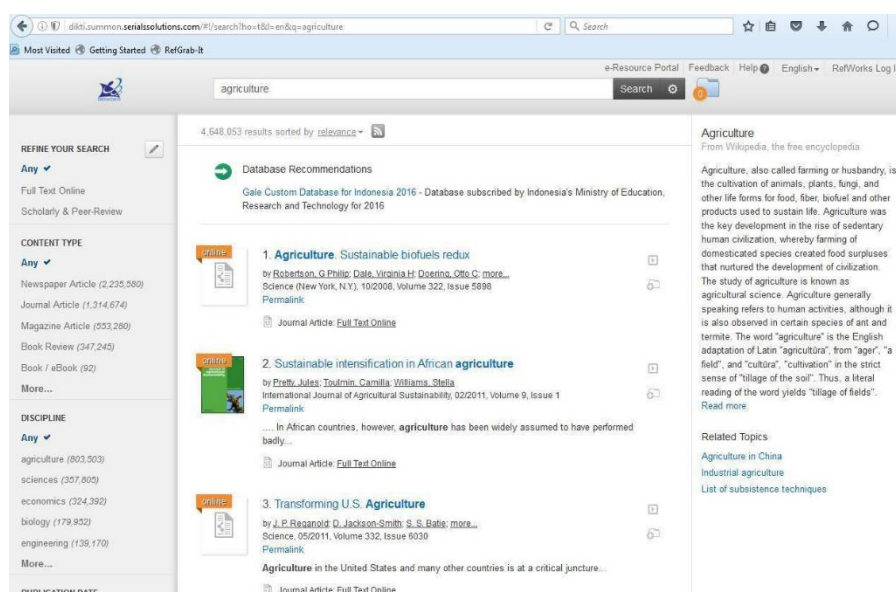 dikti.summon.serialssolutions.com/#!/search?ho=t&l=en&q=agriculture
Search
Most Visited Getting Started RefGrab-It
e-Resource Portal Feedback Help English RefWorks Log I
agriculture
Search
0
4,648,053 results sorted by relevance
REFINE YOUR SEARCH
Any
Full Text Online
Scholarly & Peer-Review
CONTENT TYPE
Any
Newspaper Article (2,235,580)
Journal Article (1,314,674)
Magazine Article (553,280)
Book Review (347,245)
Book / eBook (92)
More...
DISCIPLINE
Any
agriculture (803,503)
sciences (357,805)
economics (324,392)
biology (179,952)
engineering (139,170)
More...
PUBLICATION DATE
Database Recommendations
Gale Custom Database for Indonesia 2016 - Database subscribed by Indonesia's Ministry of Education,
Research and Technology for 2016
online
1. Agriculture. Sustainable biofuels redux
by Robertson, G Philip; Dale, Virginia H; Doering, Otto C; more...
Science (New York, N.Y.), 10/2008, Volume 322, Issue 5898
Permalink
Journal Article: Full Text Online
online
2. Sustainable intensification in African agriculture
by Pretty, Jules; Toulmin, Camilla; Williams, Stella
International Journal of Agricultural Sustainability, 02/2011, Volume 9, Issue 1
Permalink
.... In African countries, however, agriculture has been widely assumed to have performed
badly...
Journal Article: Full Text Online
online
3. Transforming U.S. Agriculture
by J. P. Reganold; D. Jackson-Smith; S. S. Batie; more...
Science, 05/2011, Volume 332, Issue 6030
Permalink
Agriculture in the United States and many other countries is at a critical juncture...
Journal Article: Full Text Online
Agriculture
From Wikipedia, the free encyclopedia
Agriculture, also called farming or husbandry, is
the cultivation of animals, plants, fungi, and
other life forms for food, fiber, biofuel and other
products used to sustain life. Agriculture was
the key development in the rise of sedentary
human civilization, whereby farming of
domesticated species created food surpluses
that nurtured the development of civilization.
The study of agriculture is known as
agricultural science. Agriculture generally
speaking refers to human activities, although it
is also observed in certain species of ant and
termite. The word "agriculture" is the English
adaptation of Latin "agricultūra", from "ager", "a
field", and "cultūra", "cultivation" in the strict
sense of "tillage of the soil". Thus, a literal
reading of the word yields "tillage of fields".
Read more
Related Topics
Agriculture in China
Industrial agriculture
List of subsistence techniques